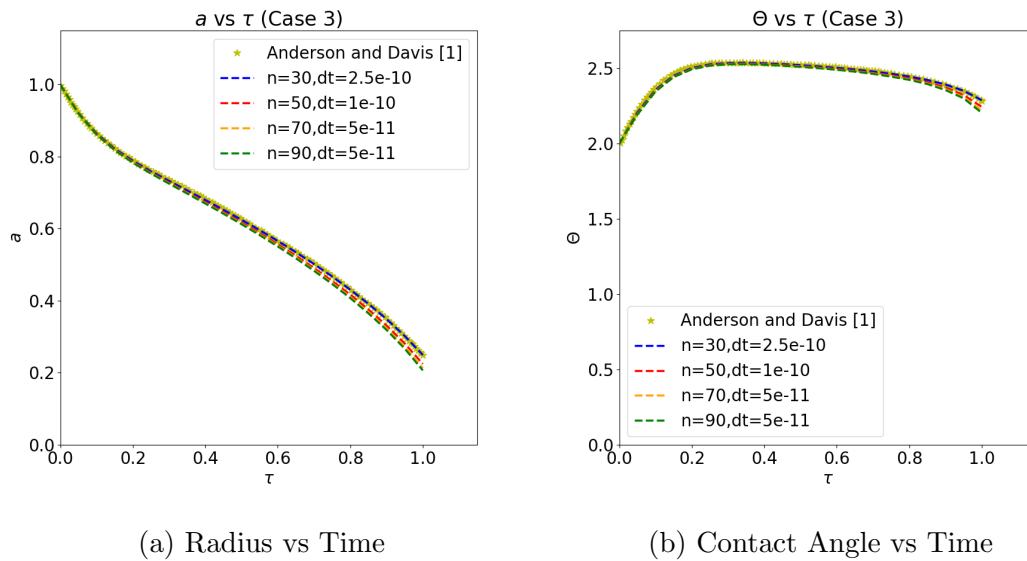 a vs τ (Case 3)
Anderson and Davis [1]
n=30,dt=2.5e-10
n=50,dt=1e-10
n=70,dt=5e-11
n=90,dt=5e-11
1.0
0.8
0.6
0.4
0.2
0.0
a
0.0 0.2 0.4 0.6 0.8 1.0
τ
(a) Radius vs Time
Θ vs τ (Case 3)
2.5
2.0
1.5
1.0
0.5
0.0
Θ
Anderson and Davis [1]
n=30,dt=2.5e-10
n=50,dt=1e-10
n=70,dt=5e-11
n=90,dt=5e-11
0.0 0.2 0.4 0.6 0.8 1.0
τ
(b) Contact Angle vs Time